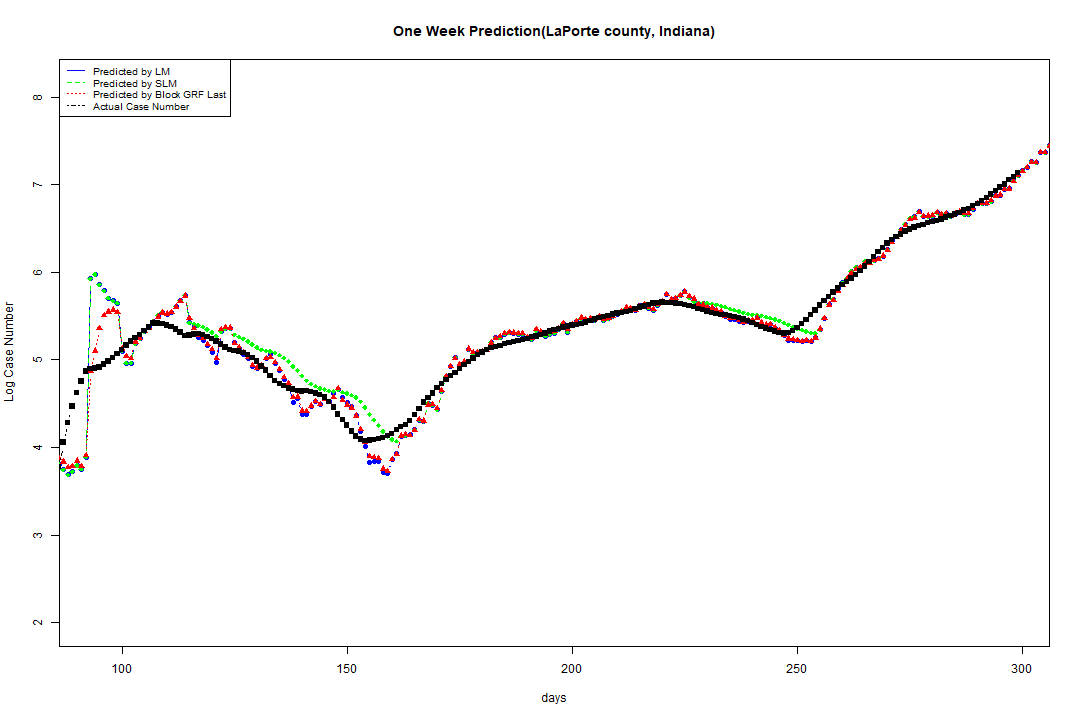 One Week Prediction(LaPorte county, Indiana)
Predicted by LM
Predicted by SLM
Predicted by Block GRF Last
Actual Case Number
8
7
6
5
4
3
2
Log Case Number
100 150 200 250 300
days